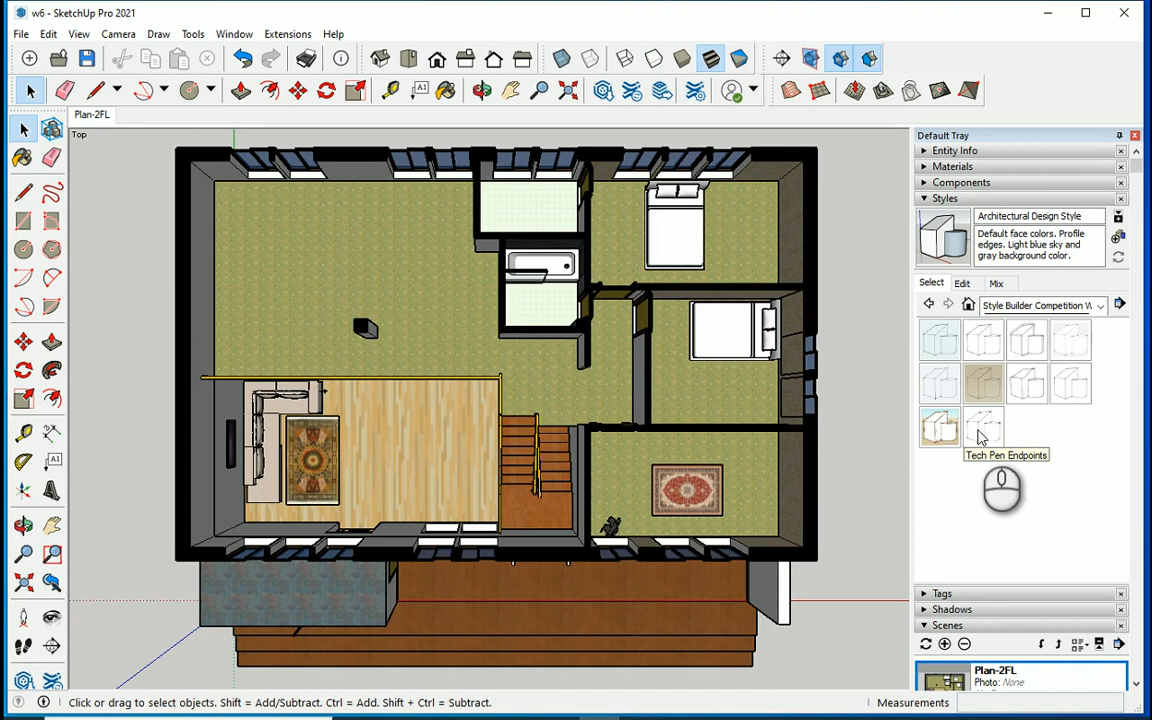 w6 - SketchUp Pro 2021
File Edit View Camera Draw Tools Window Extensions Help
A1
Plan-2FL
Top
Default Tray
Entity Info
Materials
Components
Styles
Architectural Design Style
Default face colors. Profile
edges. Light blue sky and
gray background color.
Select Edit Mix
Style Builder Competition W
Tech Pen Endpoints
A1
Tags
Shadows
Scenes
Plan-2FL
Photo: None
Click or drag to select objects. Shift = Add/Subtract. Ctrl = Add. Shift + Ctrl = Subtract.
Measurements